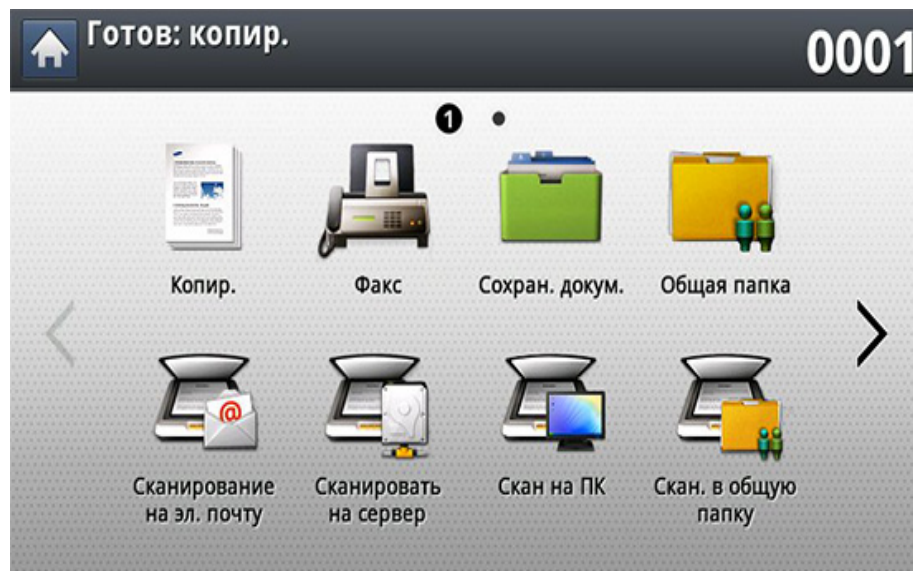 Готов: копир.
0001
1
Копир.
Факс
Сохран. докум.
Общая папка
Сканирование
на эл. почту
Сканировать
на сервер
Скан на ПК
Скан. в общую
папку